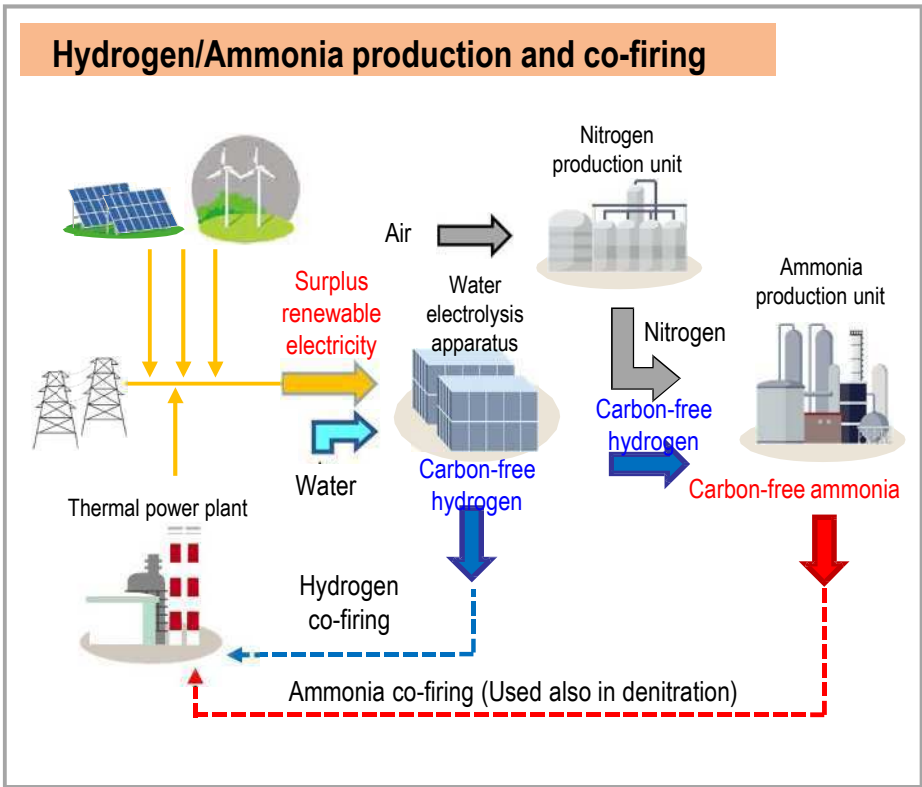 Hydrogen/Ammonia production and co-firing
Nitrogen
production unit
Air
Surplus
renewable
electricity
Water
electrolysis
apparatus
Ammonia
production unit
Nitrogen
Carbon-free
hydrogen
Water
Carbon-free
hydrogen
Carbon-free ammonia
Thermal power plant
Hydrogen
co-firing
Ammonia co-firing (Used also in denitration)